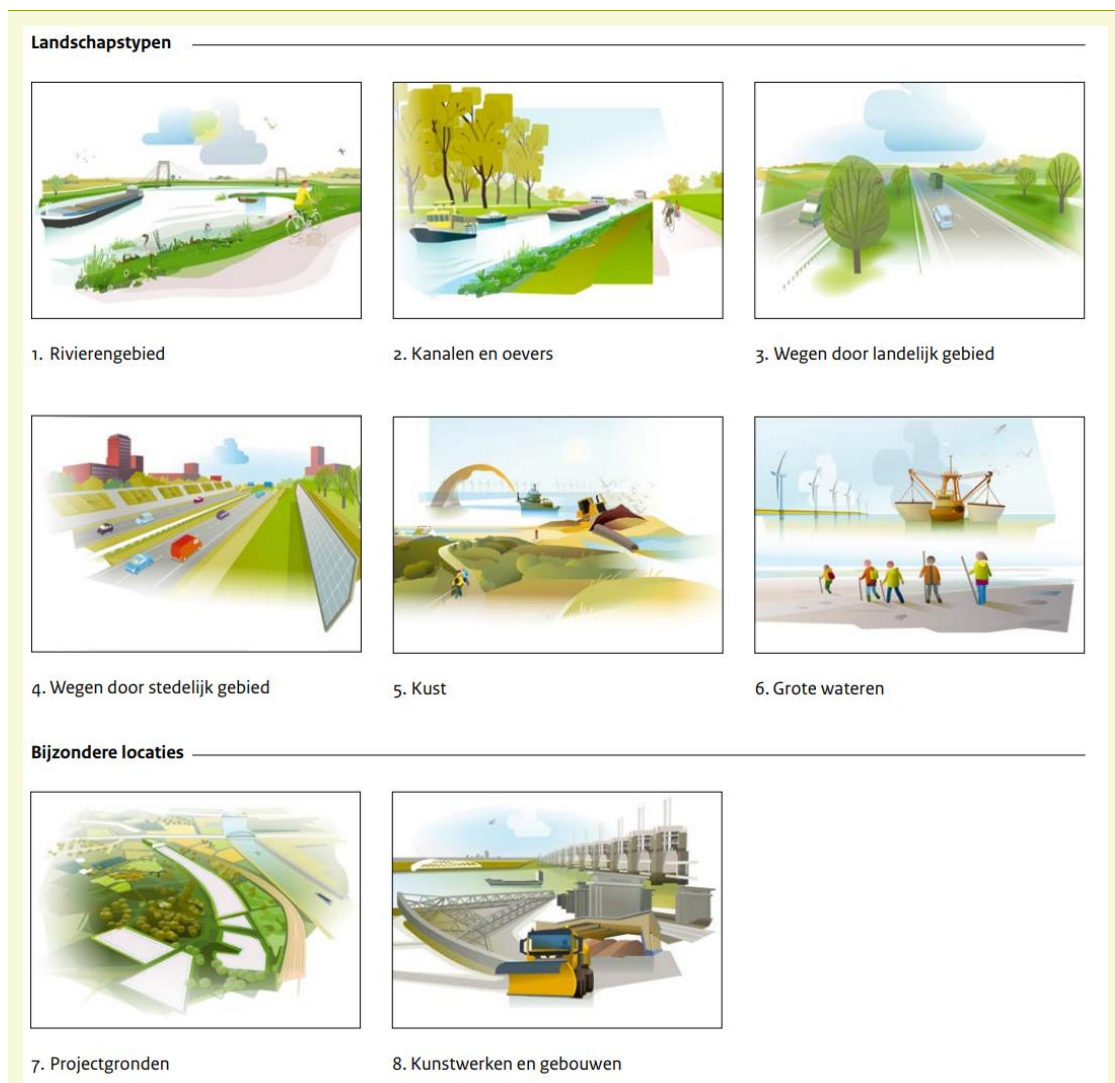 Landschapstypen
1. Rivierengebied
2. Kanalen en oevers
3. Wegen door landelijk gebied
4. Wegen door stedelijk gebied
5. Kust
6. Grote wateren
Bijzondere locaties
7. Projectgronden
8. Kunstwerken en gebouwen